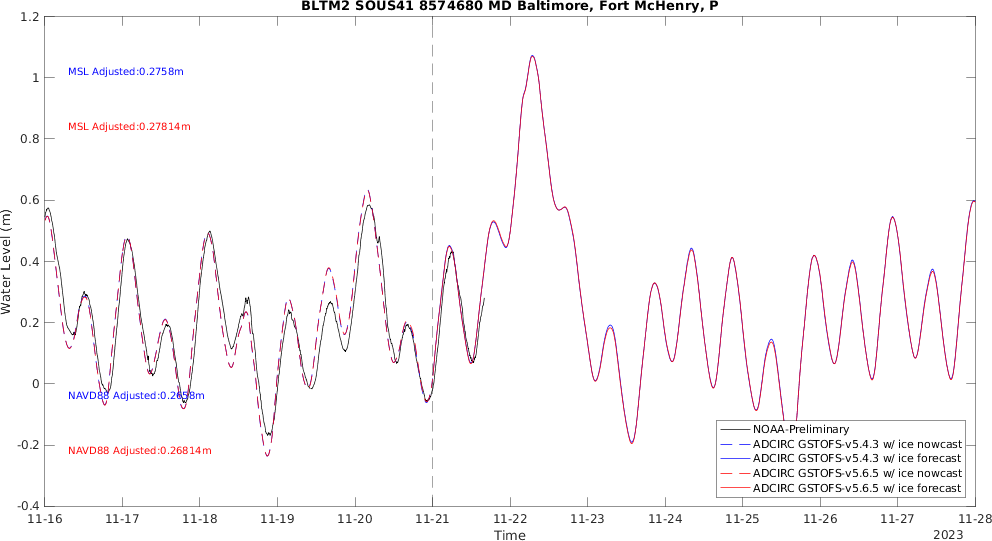 BLTM2 SOUS41 8574680 MD Baltimore, Fort McHenry, P
1.2
1
0.8
0.6
0.4
0.2
0
-0.2
-0.4
Water Level (m)
MSL Adjusted:0.2758m
MSL Adjusted:0.27814m
NAVD88 Adjusted:0.2658m
NAVD88 Adjusted:0.26814m
NOAA-Preliminary
ADCIRC GSTOFS-v5.4.3 w/ ice nowcast
ADCIRC GSTOFS-v5.4.3 w/ ice forecast
ADCIRC GSTOFS-v5.6.5 w/ ice nowcast
ADCIRC GSTOFS-v5.6.5 w/ ice forecast
11-16 11-17 11-18 11-19 11-20 11-21 11-22 11-23 11-24 11-25 11-26 11-27 11-28
Time
2023